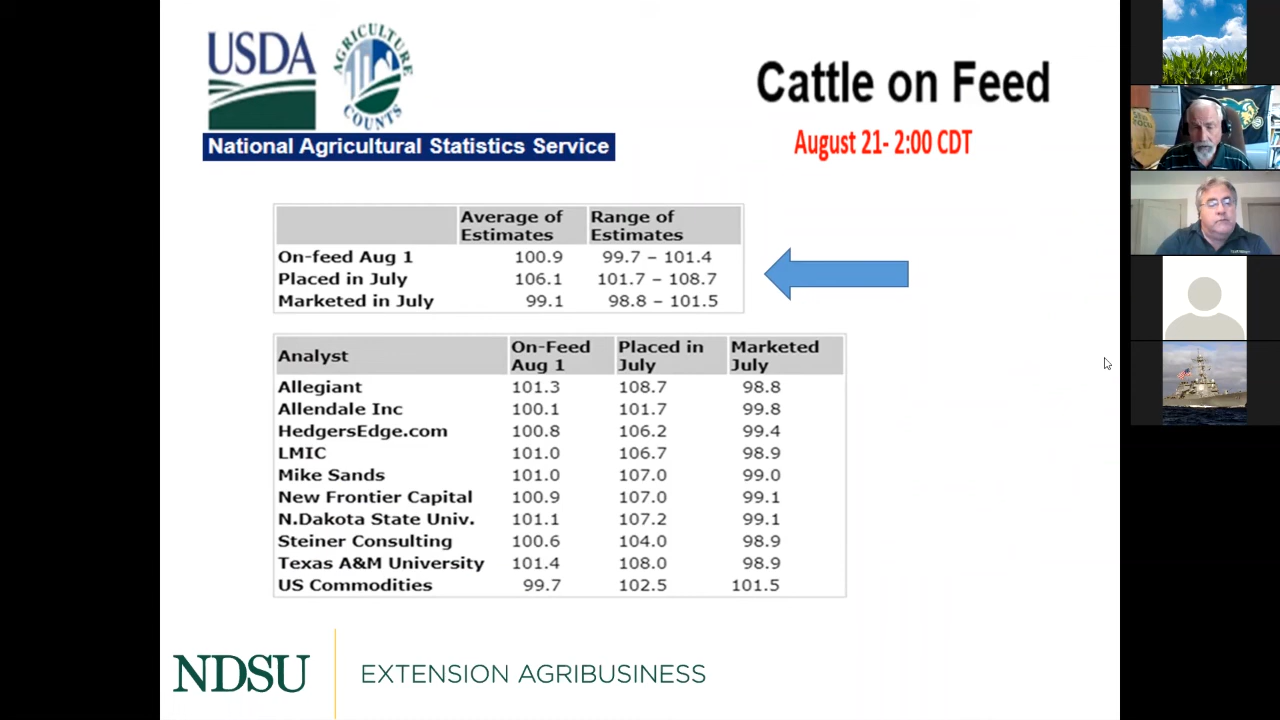 USDA
AGRICULTURE
COUNTS
National Agricultural Statistics Service
Cattle on Feed
August 21- 2:00 CDT
Average of Estimates Range of Estimates
On-feed Aug 1 100.9 99.7 – 101.4
Placed in July 106.1 101.7 – 108.7
Marketed in July 99.1 98.8 – 101.5
Analyst On-Feed Aug 1 Placed in July Marketed July
Allegiant 101.3 108.7 98.8
Allendale Inc 100.1 101.7 99.8
HedgersEdge.com 100.8 106.2 99.4
LMIC 101.0 106.7 98.9
Mike Sands 101.0 107.0 99.0
New Frontier Capital 100.9 107.0 99.1
N.Dakota State Univ. 101.1 107.2 99.1
Steiner Consulting 100.6 104.0 98.9
Texas A&M University 101.4 108.0 98.9
US Commodities 99.7 102.5 101.5
NDSU EXTENSION AGRIBUSINESS